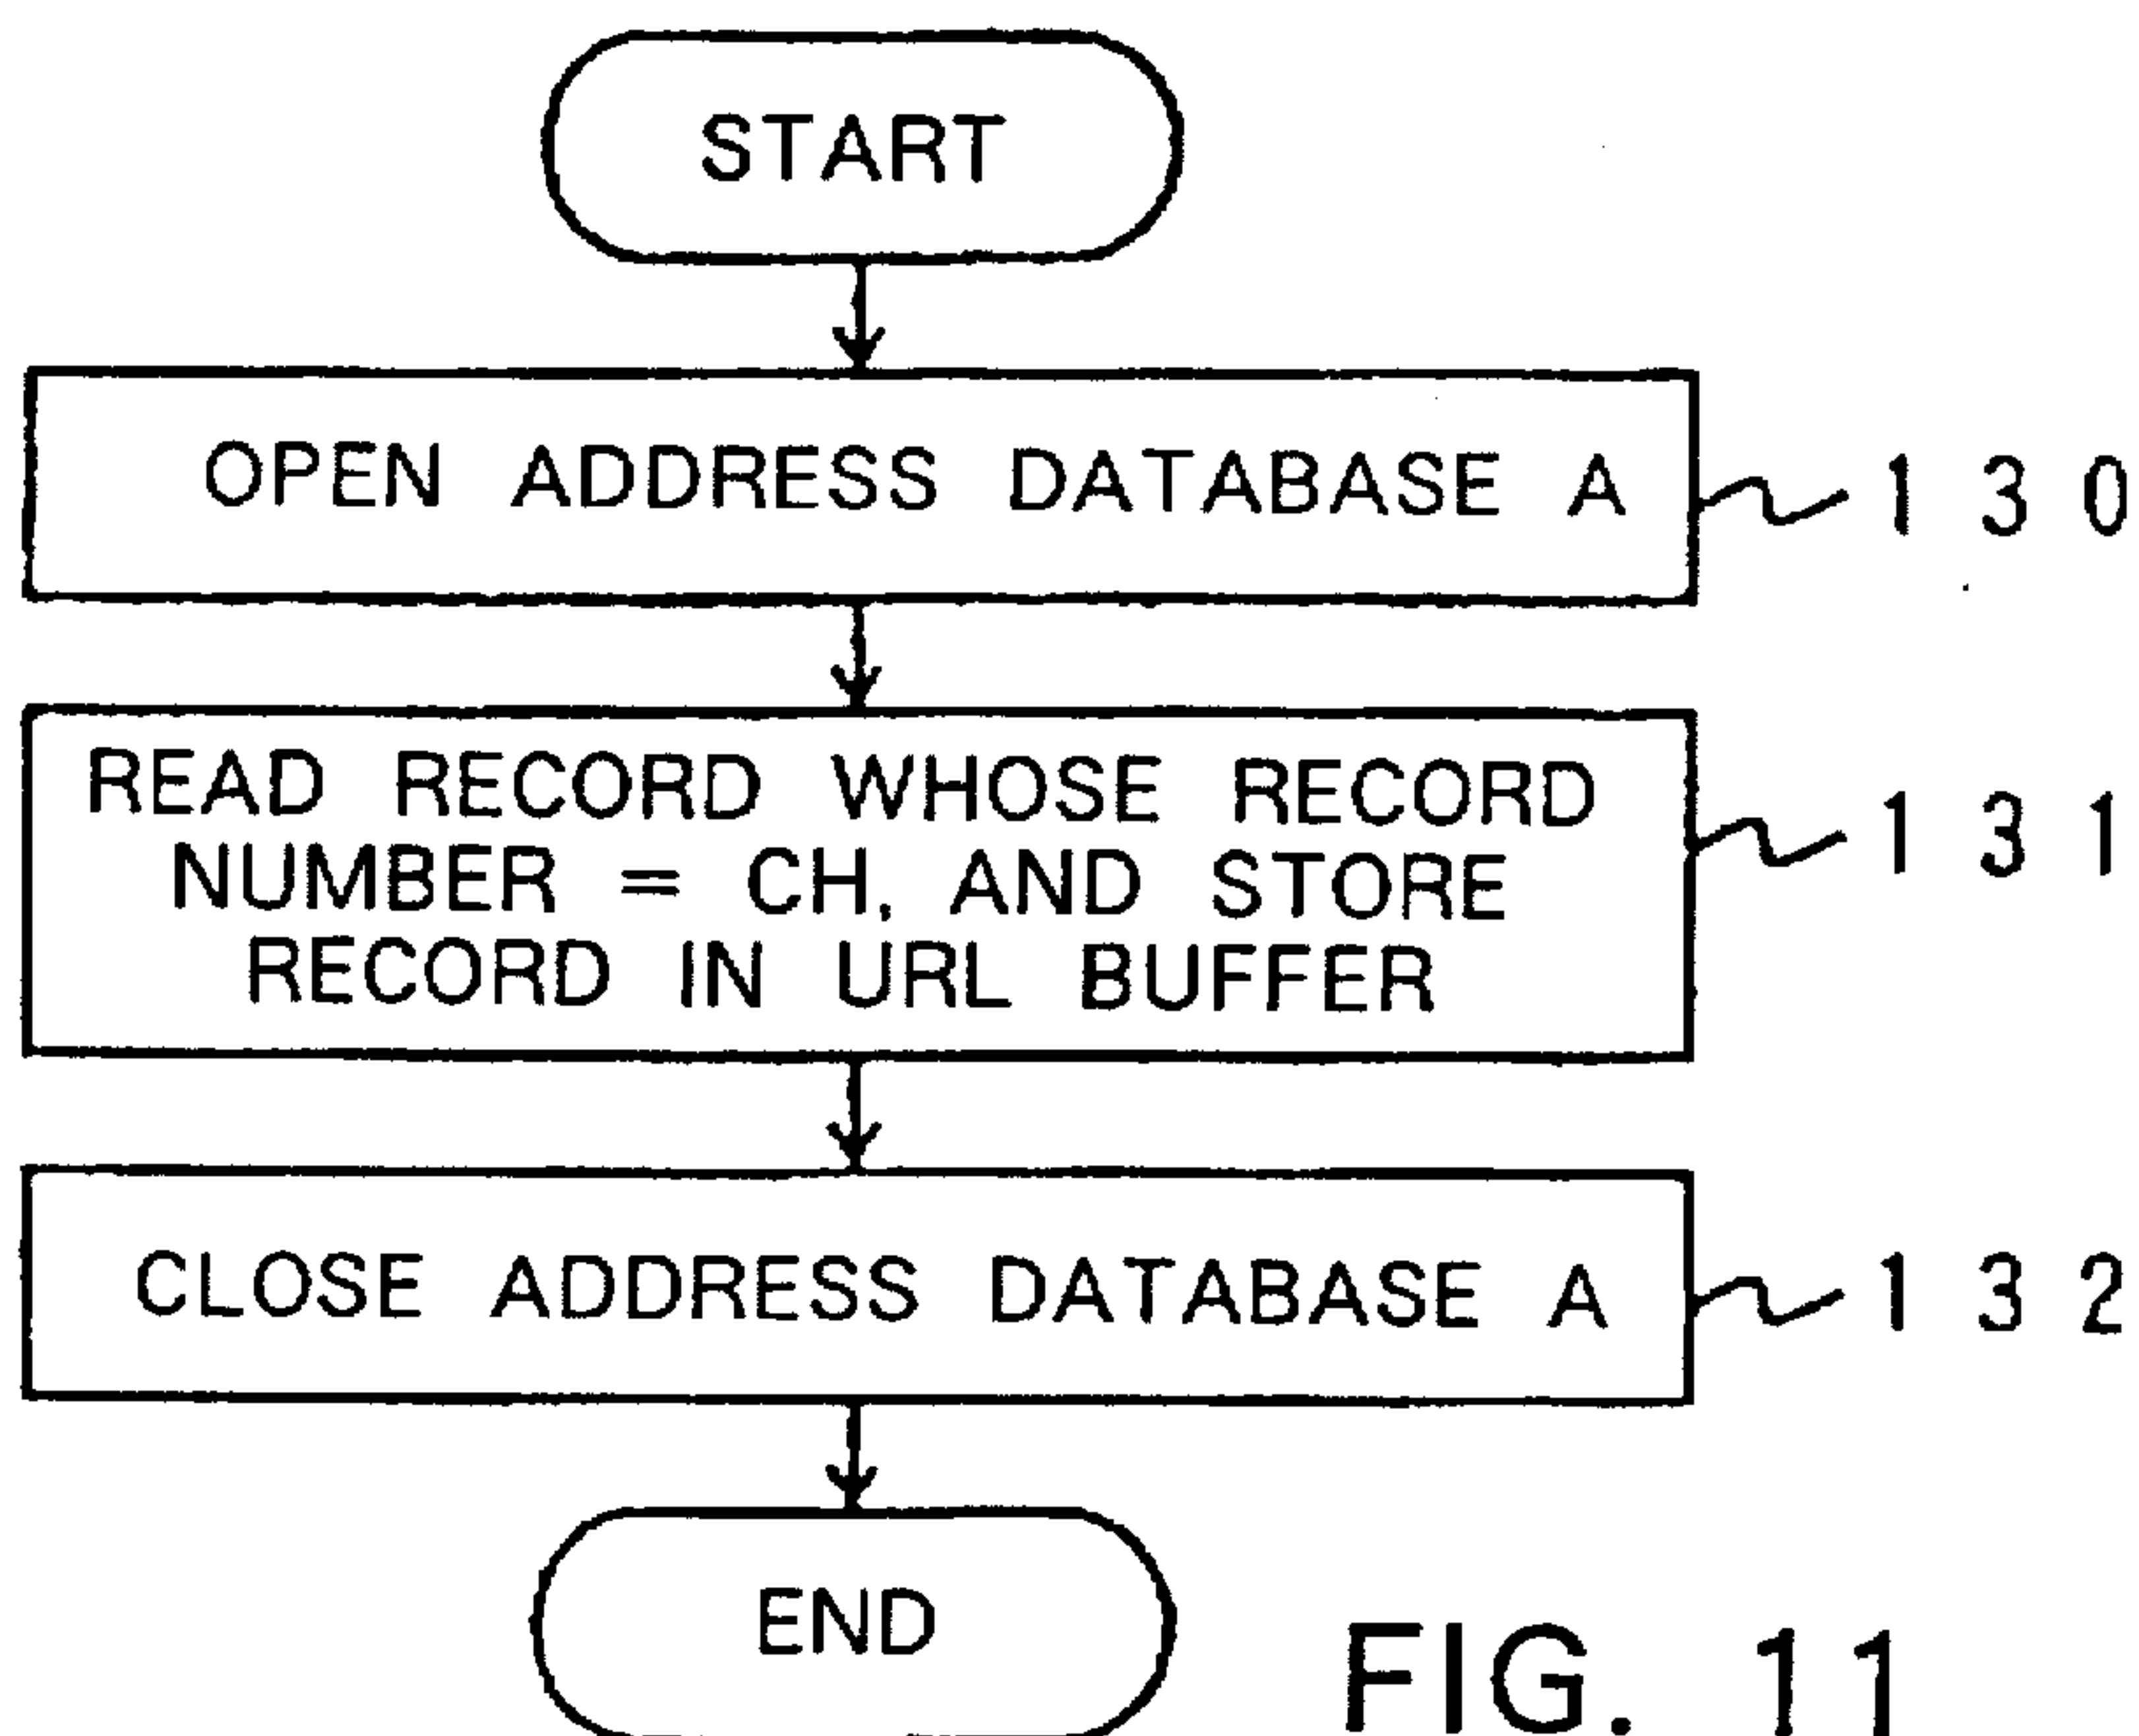 START
OPEN ADDRESS DATABASE A
130
READ RECORD WHOSE RECORD
NUMBER = CH, AND STORE
RECORD IN URL BUFFER
131
CLOSE ADDRESS DATABASE A
132
END
FIG. 11